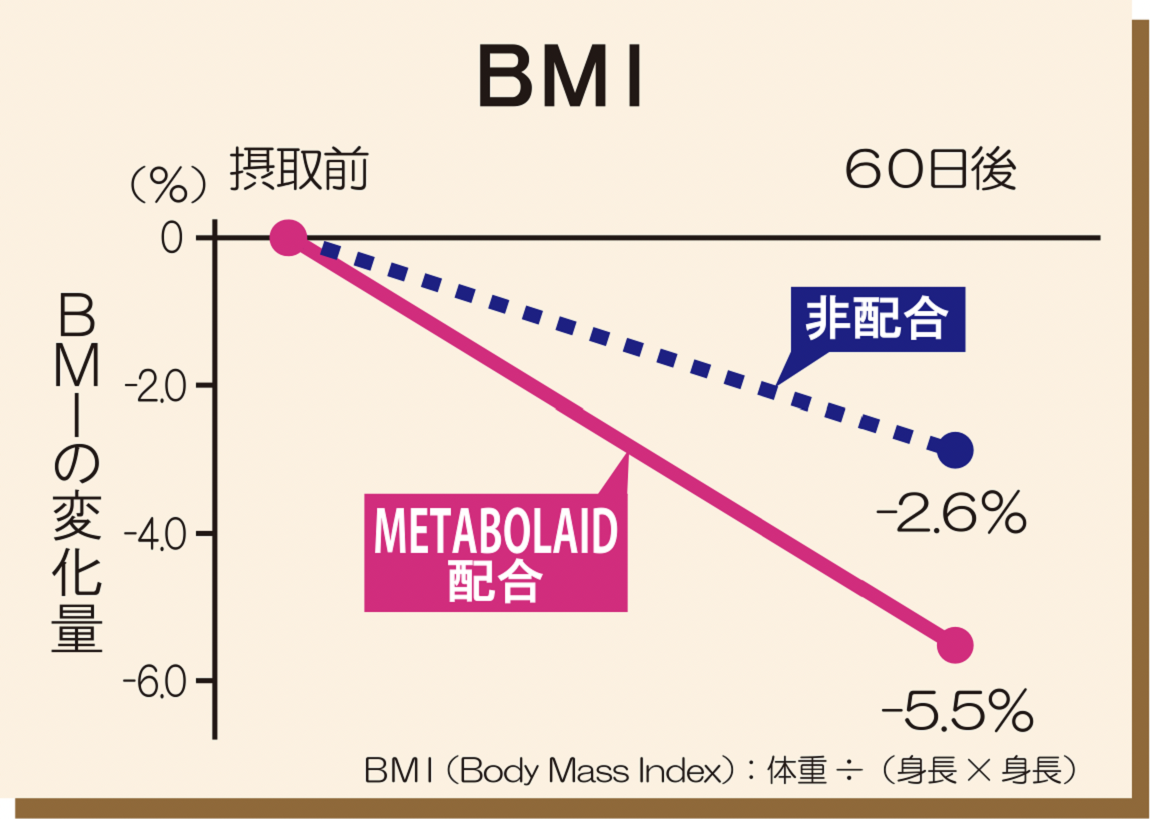 BMI
(%)
摂取前
60日後
0
-2.0
-4.0
-6.0
BMIの変化量
非配合
-2.6%
METABOLAID
配合
-5.5%
BMI（Body Mass Index）：体重÷（身長×身長）